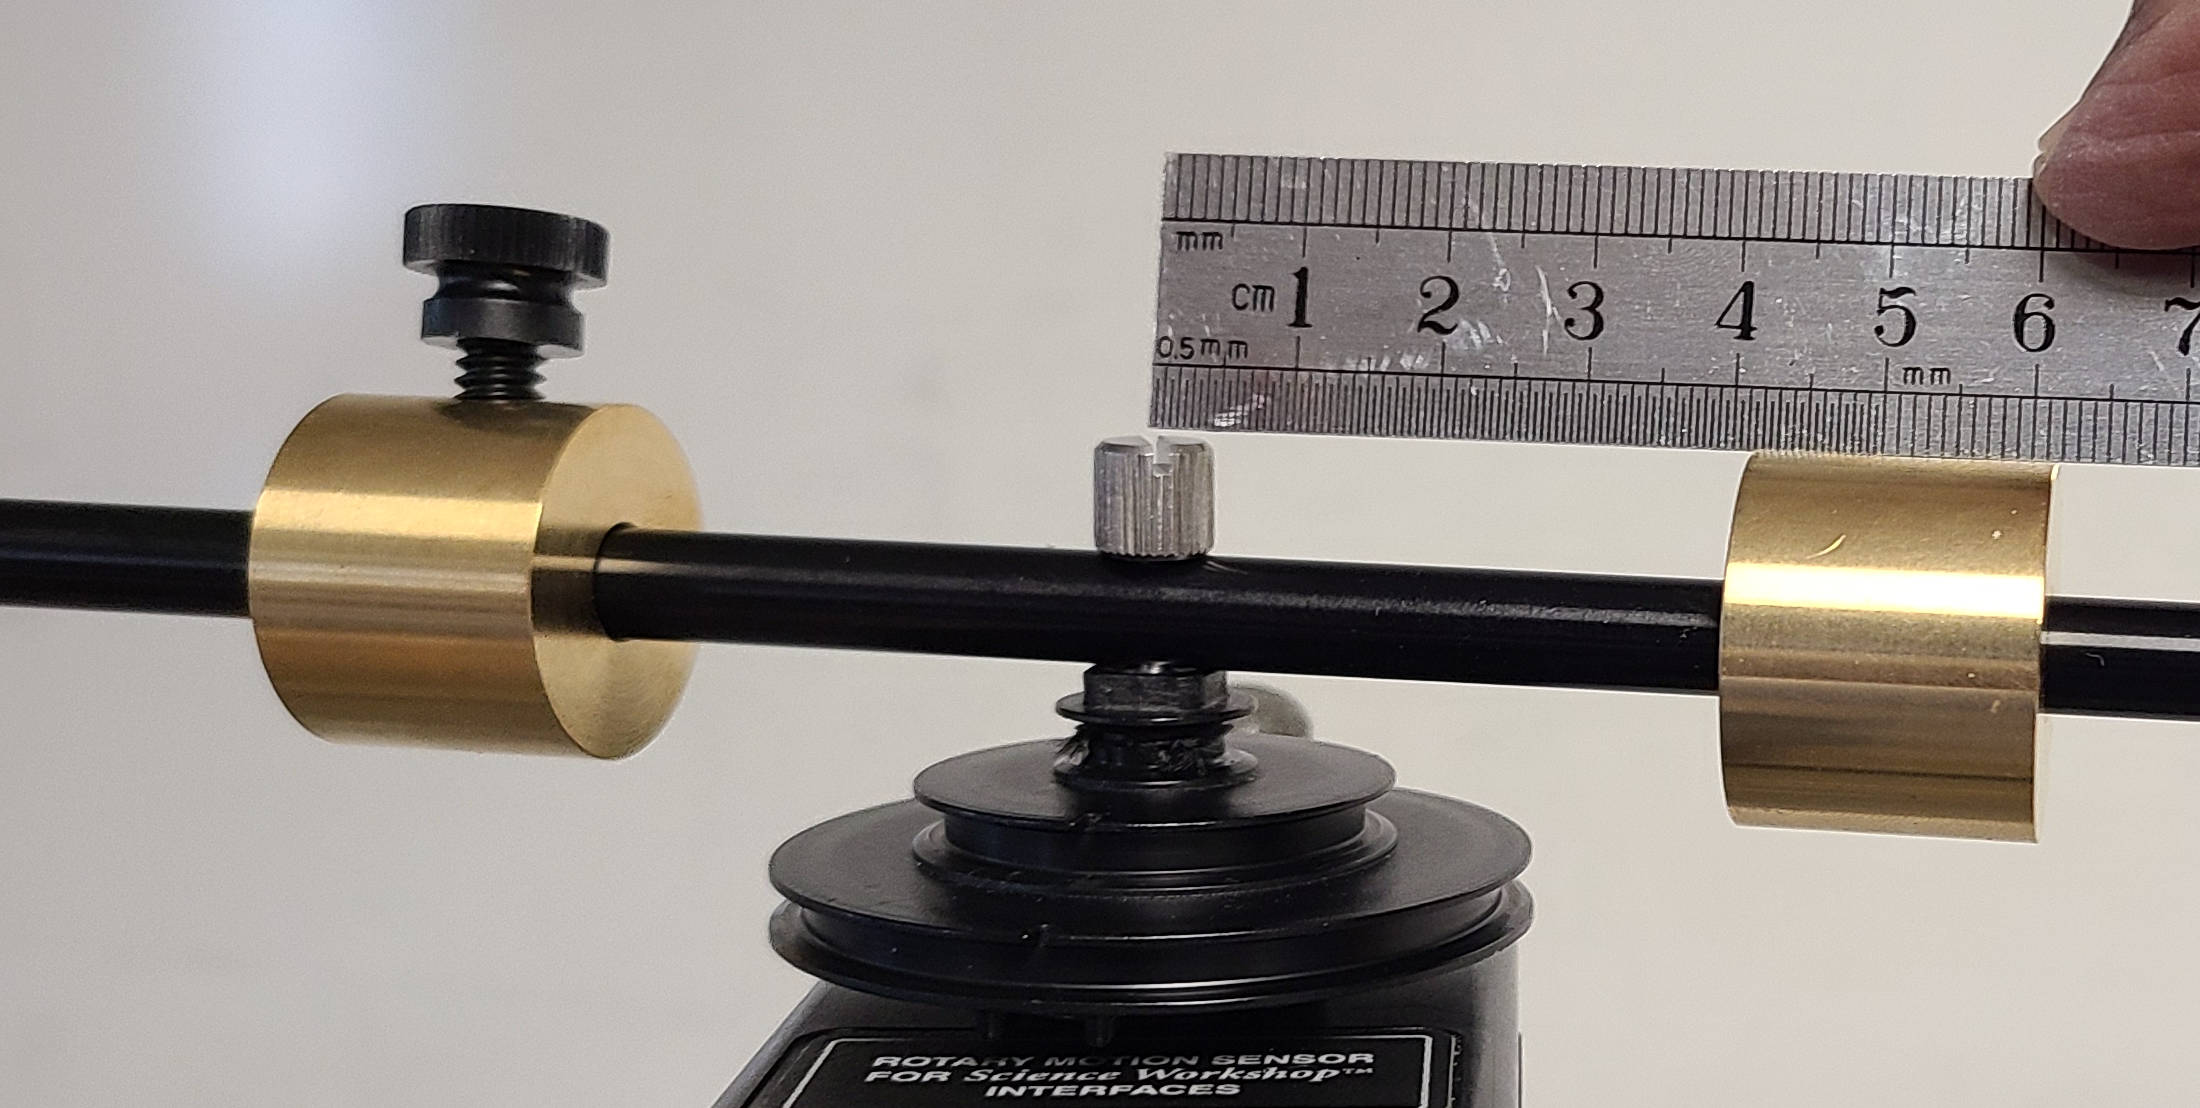 mm
cm 1 2 3 4 5 6 7
0.5mm
mm
ROTARY MOTION SENSOR
FOR Science Workshop™
INTERFACES